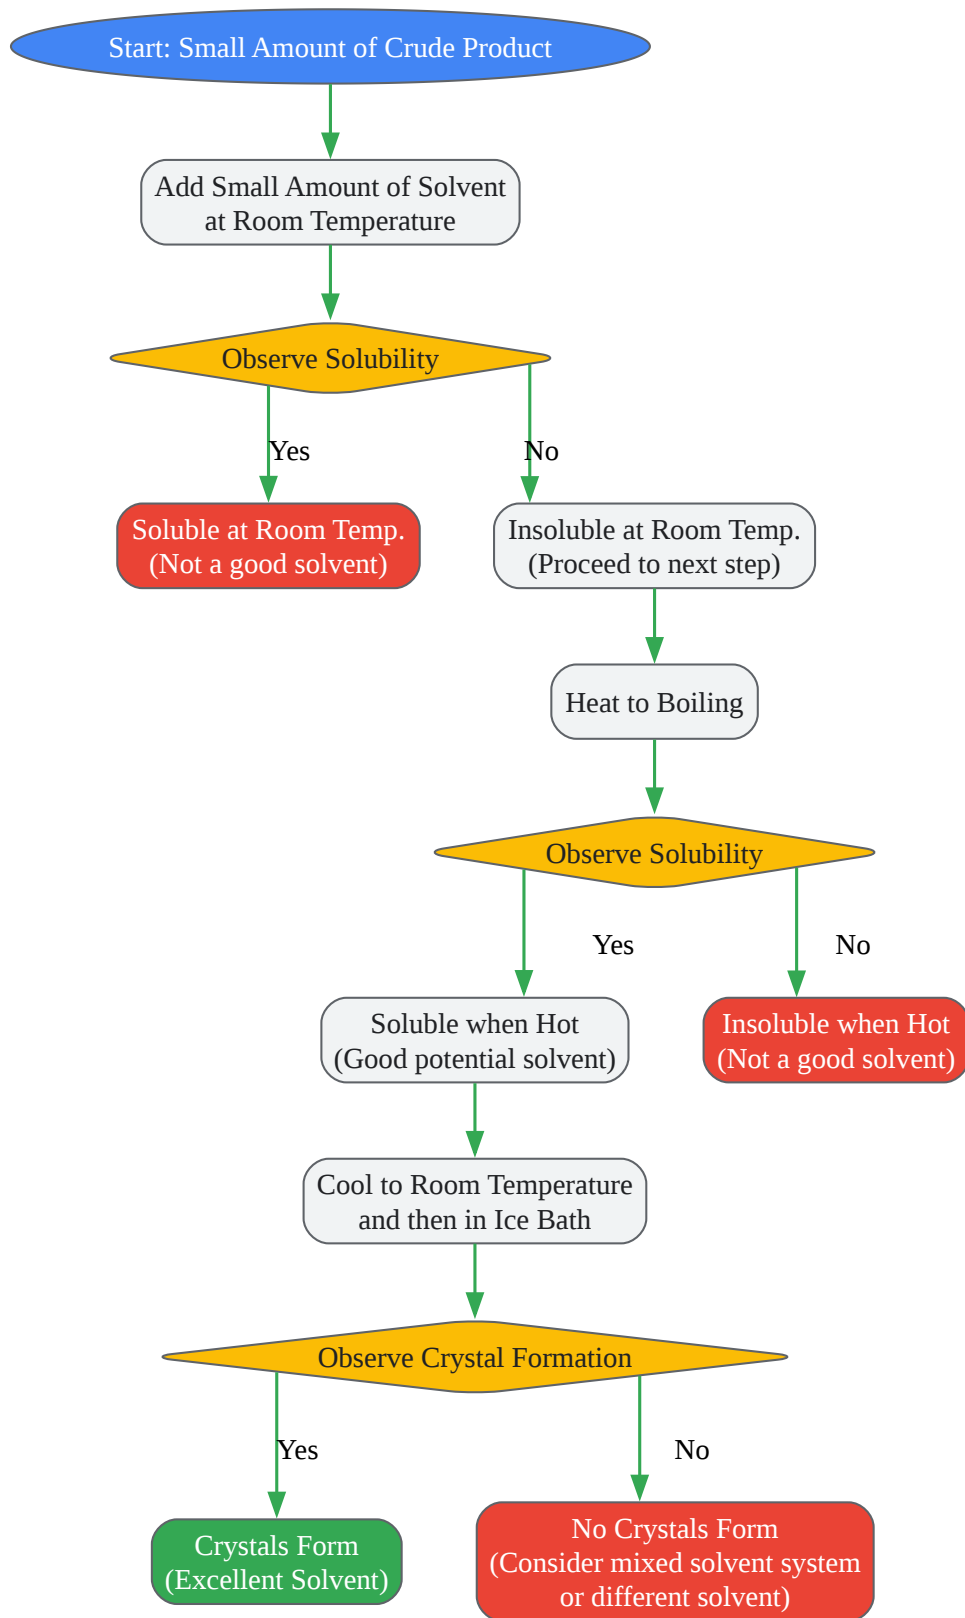 Start: Small Amount of Crude Product
Add Small Amount of Solvent
at Room Temperature
Observe Solubility
Yes
No
Soluble at Room Temp.
(Not a good solvent)
Insoluble at Room Temp.
(Proceed to next step)
Heat to Boiling
Observe Solubility
Yes
No
Soluble when Hot
(Good potential solvent)
Insoluble when Hot
(Not a good solvent)
Cool to Room Temperature
and then in Ice Bath
Observe Crystal Formation
Yes
No
Crystals Form
(Excellent Solvent)
No Crystals Form
(Consider mixed solvent system
or different solvent)